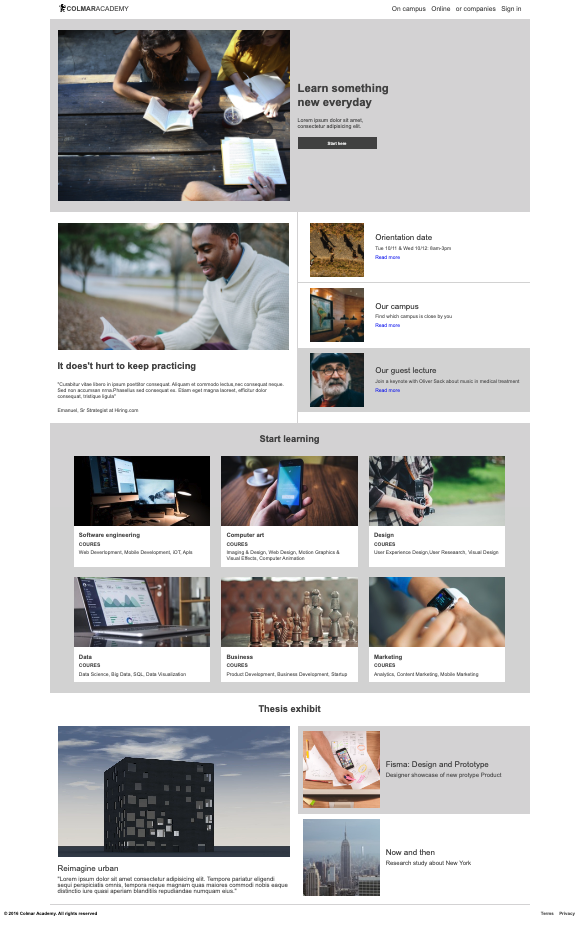 COLMARACADEMY
On campus Online or companies Sign in
Learn something
new everyday
Lorem ipsum dolor sit amet,
consectetur adipisicing elit.
Start here
Orientation date
Tue 10/11 & Wed 10/12: 8am-3pm
Read more
Our campus
Find which campus is close by you
Read more
Our guest lecture
Join a keynote with Oliver Sack about music in medical treatment
Read more
It does't hurt to keep practicing
"Curabitur vitae libero in ipsum porttitor consequat. Aliquam et commodo lectus,nec consequat neque.
Sed non accumsan nrna.Phasellus sed consequat ex. Etiam eget magna laoreet, efficitur dolor
consequat, tristique ligula"
Emanuel, Sr Strategist at Hiring.com
Start learning
Software engineering
COURES
Web Deverlopment, Mobile Development, iOT, Apis
Computer art
COURES
Imaging & Design, Web Design, Motion Graphics &
Visual Effects, Computer Animation
Design
COURES
User Experience Design,User Reseaarch, Visual Design
Data
COURES
Data Science, Big Data, SQL, Data Visualization
Business
COURES
Product Development, Business Development, Startup
Marketing
COURES
Analytics, Content Marketing, Mobile Marketing
Thesis exhibit
Fisma: Design and Prototype
Designer showcase of new protype Product
Now and then
Research study about New York
Reimagine urban
"Lorem ipsum dolor sit amet consectetur adipisicing elit. Tempore pariatur eligendi
sequi perspiciatis omnis, tempora neque magnam quas maiores commodi nobis eaque
distinctio iure quasi aperiam blanditiis repudiandae numquam eius."
© 2016 Colmar Academy. All rights reserved
Terms Privacy